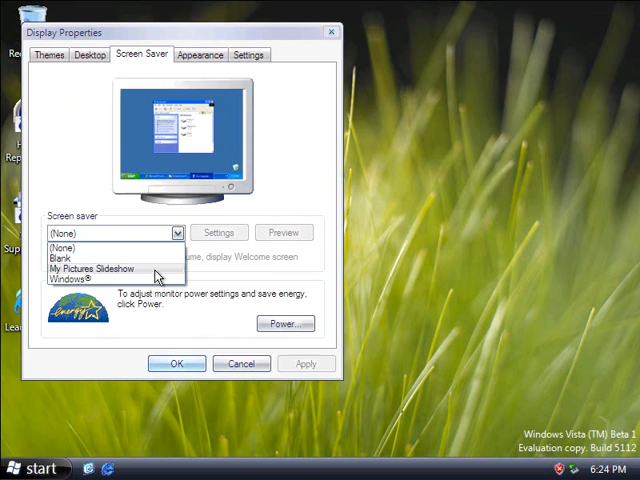 Display Properties
Themes
Desktop
Screen Saver
Appearance
Settings
Screen saver
(None)
Settings
Preview
(None)
Blank
My Pictures Slideshow
Windows®
display Welcome screen
To adjust monitor power settings and save energy,
click Power.
energy
Power...
OK
Cancel
Apply
Windows Vista (TM) Beta 1
Evaluation copy. Build 5112
start
6:24 PM